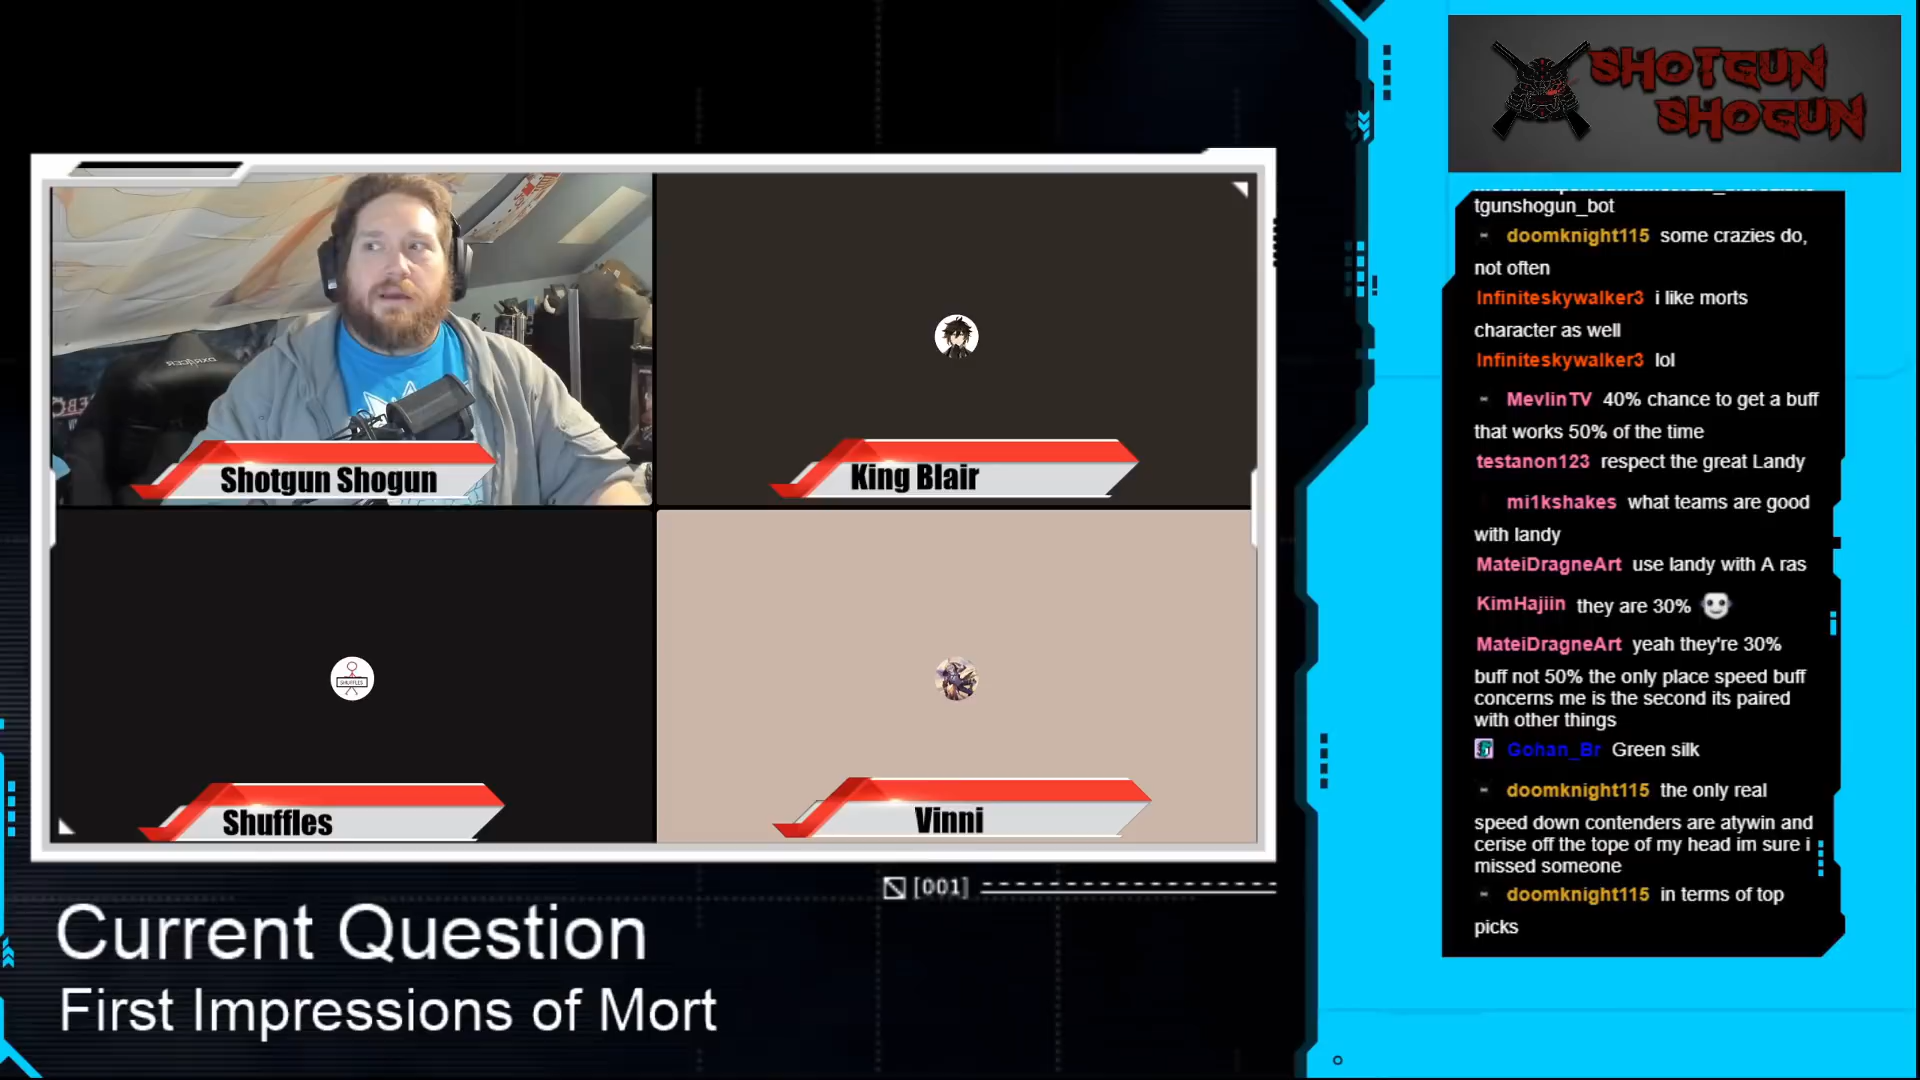 SHOTGUN
SHOGUN
Shotgun Shogun
King Blair
SHUFFLES
Shuffles
Vinni
[001]
Current Question
First Impressions of Mort
tgunshogun_bot
doomknight115 some crazies do,
not often
Infiniteskywalker3 i like morts
character as well
Infiniteskywalker3 lol
MevlinTV 40% chance to get a buff
that works 50% of the time
testanon123 respect the great Landy
mi1kshakes what teams are good
with landy
MateiDragneArt use landy with A ras
KimHajiin they are 30%
MateiDragneArt yeah they're 30%
buff not 50% the only place speed buff
concerns me is the second its paired
with other things
Gohan_Br Green silk
doomknight115 the only real
speed down contenders are atywin and
cerise off the tope of my head im sure i
missed someone
doomknight115 in terms of top
picks